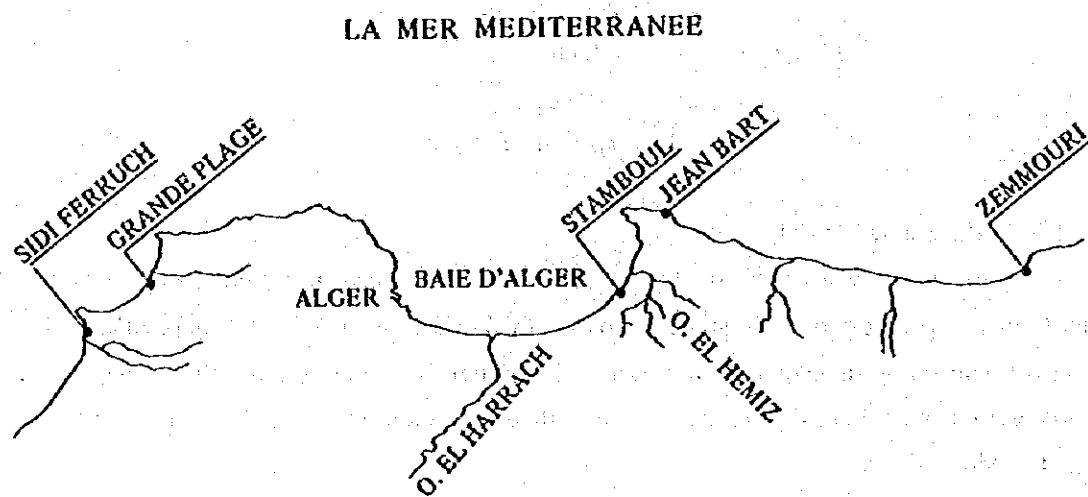 LA MER MEDITERRANEE
SIDI FERRUCH
GRANDE PLAGE
STAMBOUL
JEAN BART
ZEMMOURI
ALGER
BAIE D'ALGER
O. EL HARRACH
O. EL HEMIZ